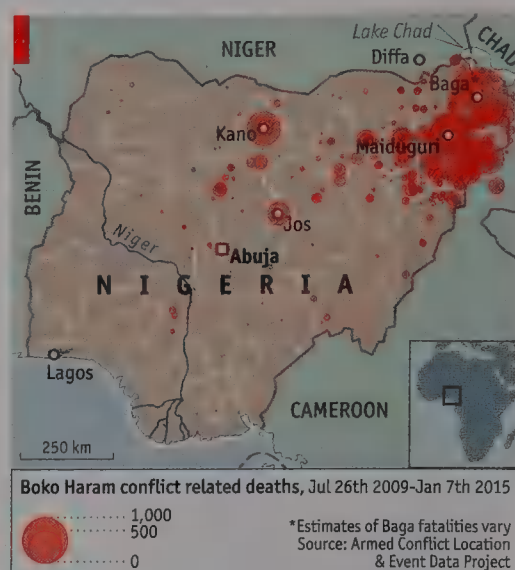 Lake Chad
CHAD
NIGER
Diffa
Baga*
Kano
Maiduguri
BENIN
Jos
Niger
Abuja
NIGERIA
Lagos
CAMEROON
250 km
Boko Haram conflict related deaths, Jul 26th 2009-Jan 7th 2015
1,000
500
0
*Estimates of Baga fatalities vary
Source: Armed Conflict Location
& Event Data Project